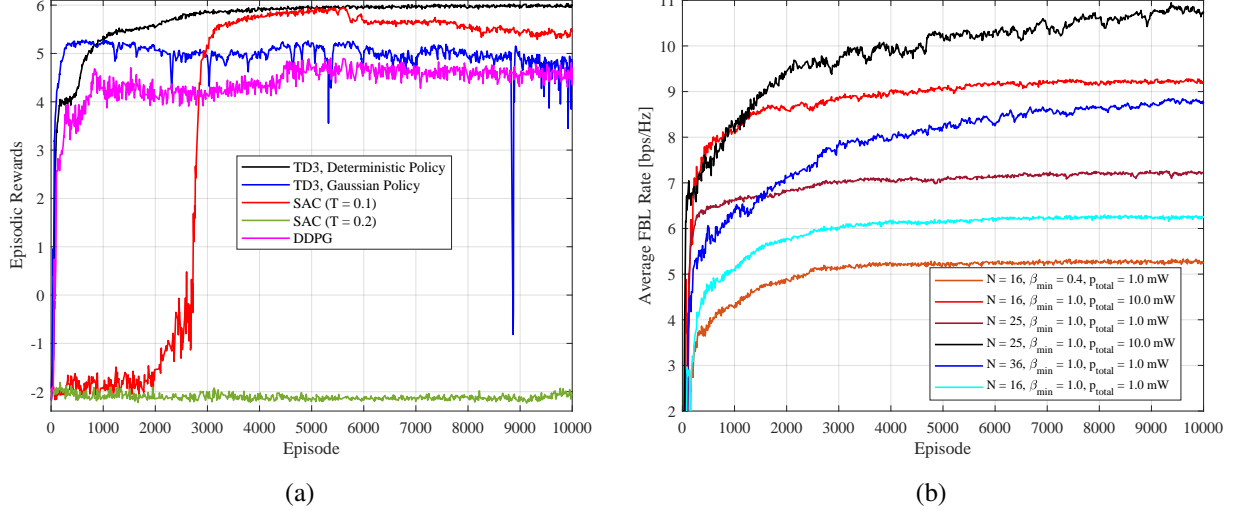 6
5
4
3
2
1
0
-1
-2
Episodic Rewards
TD3, Deterministic Policy
TD3, Gaussian Policy
SAC (T = 0.1)
SAC (T = 0.2)
DDPG
0 1000 2000 3000 4000 5000 6000 7000 8000 9000 10000
Episode
(a)
11
10
9
8
7
6
5
4
3
2
Average FBL Rate [bps/Hz]
N = 16, β_min = 0.4, p_total = 1.0 mW
N = 16, β_min = 1.0, p_total = 10.0 mW
N = 25, β_min = 1.0, p_total = 1.0 mW
N = 25, β_min = 1.0, p_total = 10.0 mW
N = 36, β_min = 1.0, p_total = 1.0 mW
N = 16, β_min = 1.0, p_total = 1.0 mW
0 1000 2000 3000 4000 5000 6000 7000 8000 9000 10000
Episode
(b)